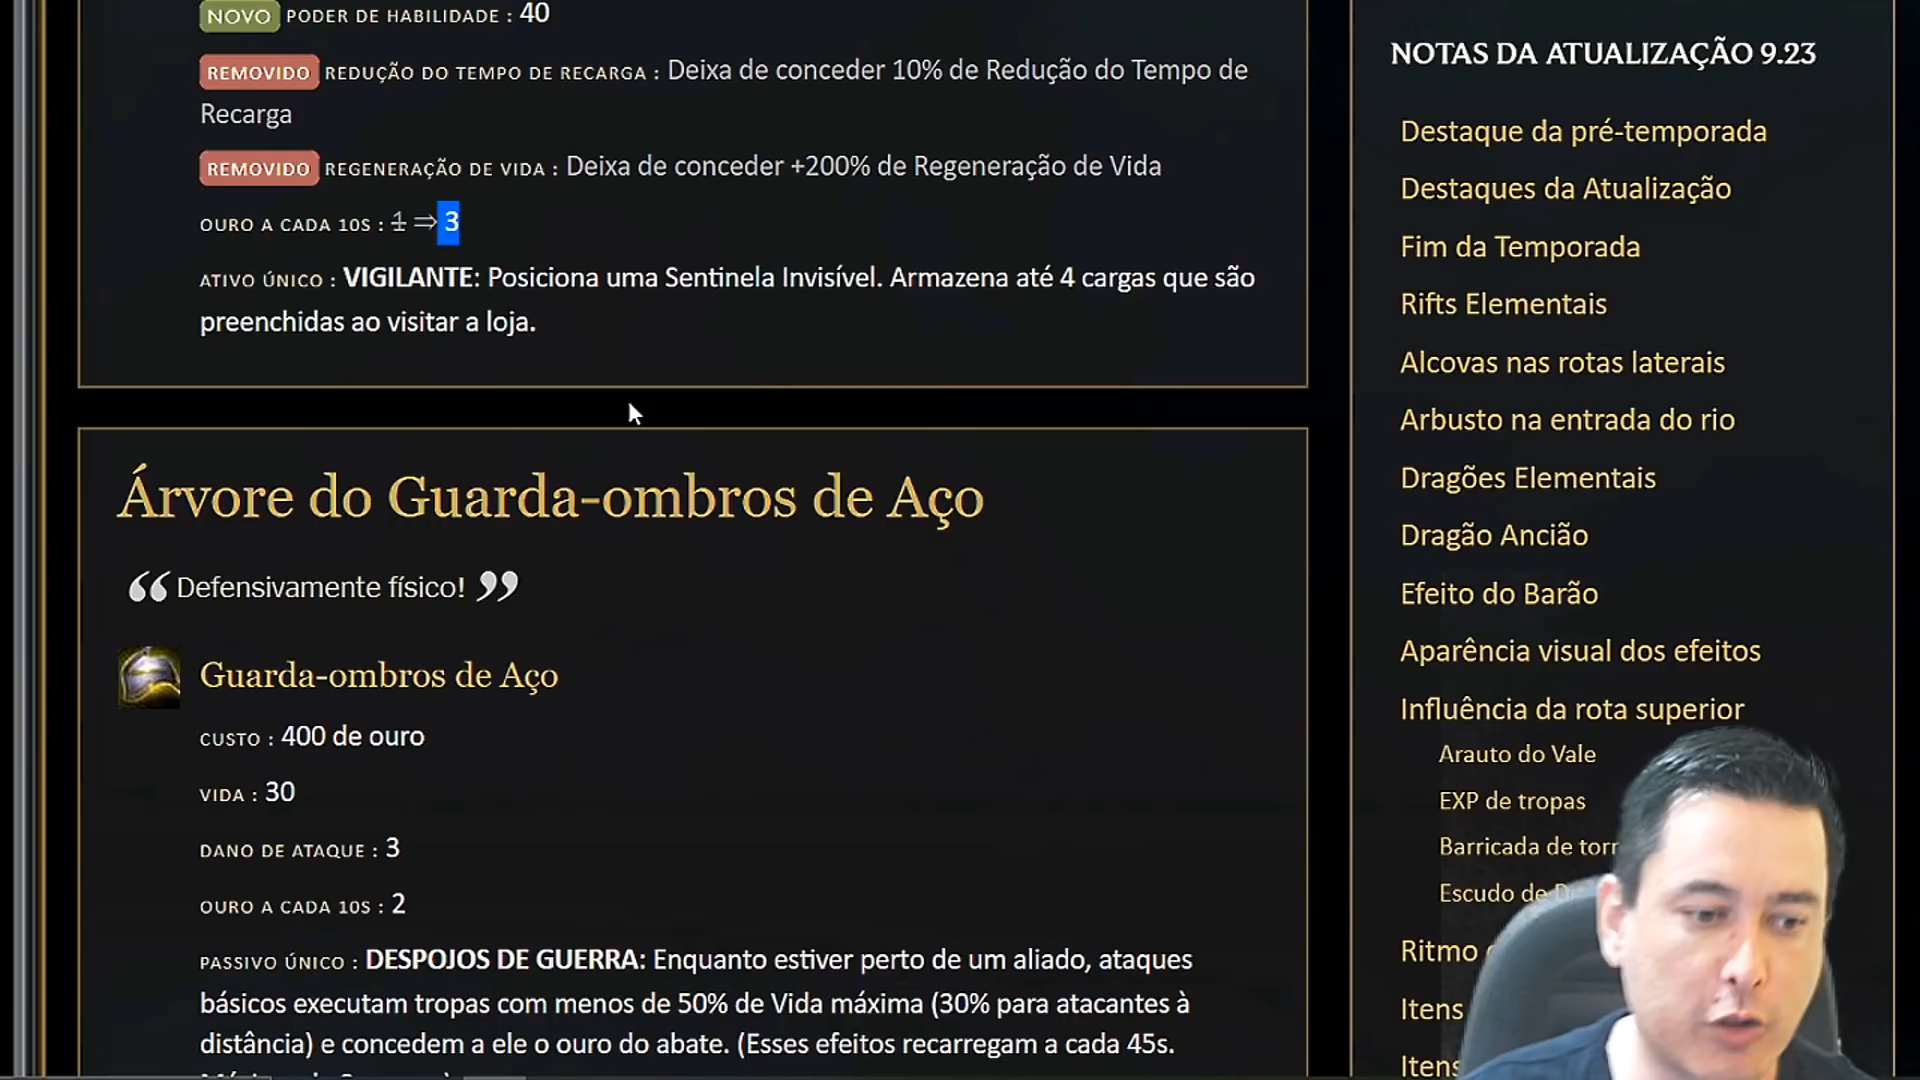 NOVO PODER DE HABILIDADE : 40
REMOVIDO REDUÇÃO DO TEMPO DE RECARGA : Deixa de conceder 10% de Redução do Tempo de
Recarga
REMOVIDO REGENERAÇÃO DE VIDA : Deixa de conceder +200% de Regeneração de Vida
OURO A CADA 10S : 1 ⇒ 3
ATIVO ÚNICO : VIGILANTE: Posiciona uma Sentinela Invisível. Armazena até 4 cargas que são
preenchidas ao visitar a loja.
Árvore do Guarda-ombros de Aço
“ Defensivamente físico! ”
Guarda-ombros de Aço
CUSTO : 400 de ouro
VIDA : 30
DANO DE ATAQUE : 3
OURO A CADA 10S : 2
PASSIVO ÚNICO : DESPOJOS DE GUERRA: Enquanto estiver perto de um aliado, ataques
básicos executam tropas com menos de 50% de Vida máxima (30% para atacantes à
distância) e concedem a ele o ouro do abate. (Esses efeitos recarregam a cada 45s.
NOTAS DA ATUALIZAÇÃO 9.23
Destaque da pré-temporada
Destaques da Atualização
Fim da Temporada
Rifts Elementais
Alcovas nas rotas laterais
Arbusto na entrada do rio
Dragões Elementais
Dragão Ancião
Efeito do Barão
Aparência visual dos efeitos
Influência da rota superior
Arauto do Vale
EXP de tropas
Barricada de torr
Escudo de
Ritmo
Itens
Itens